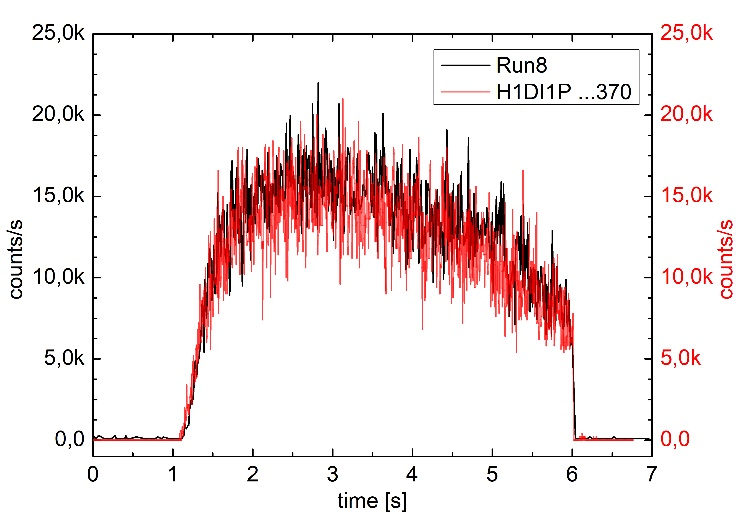 25,0k
20,0k
15,0k
10,0k
5,0k
0,0
counts/s
Run8
H1DI1P ...370
25,0k
20,0k
15,0k
10,0k
5,0k
0,0
counts/s
0 1 2 3 4 5 6 7
time [s]